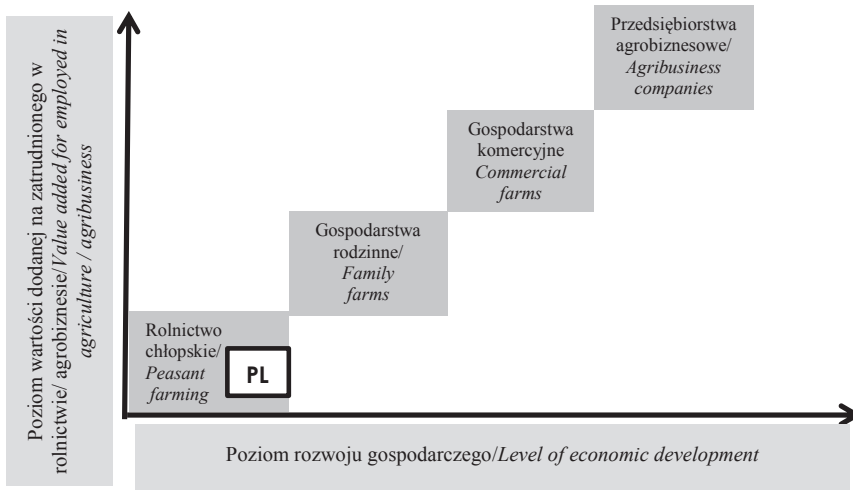 Poziom wartości dodanej na zatrudnionego w
rolnictwie/ agrobiznesie/Value added for employed in
agriculture / agribusiness
Przedsiębiorstwa
agrobiznesowe/
Agribusiness
companies
Gospodarstwa
komercyjne
Commercial
farms
Gospodarstwa
rodzinne/
Family
farms
Rolnictwo
chłopskie/
Peasant
farming
PL
Poziom rozwoju gospodarczego/Level of economic development